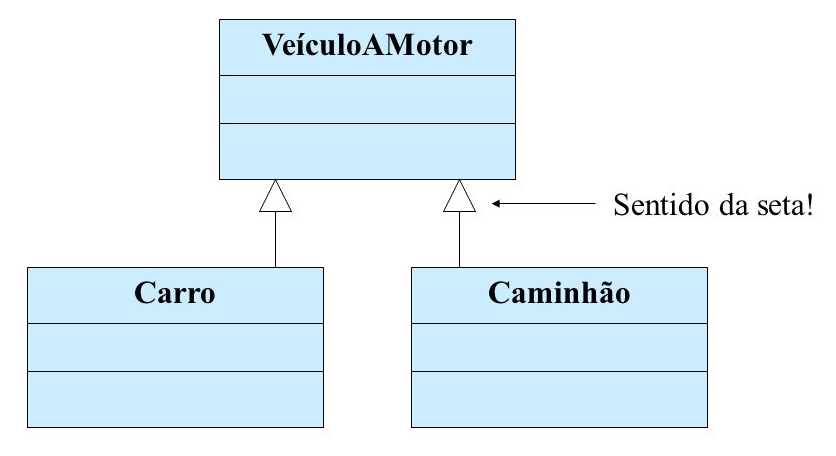 VeículoAMotor
Sentido da seta!
Carro
Caminhão